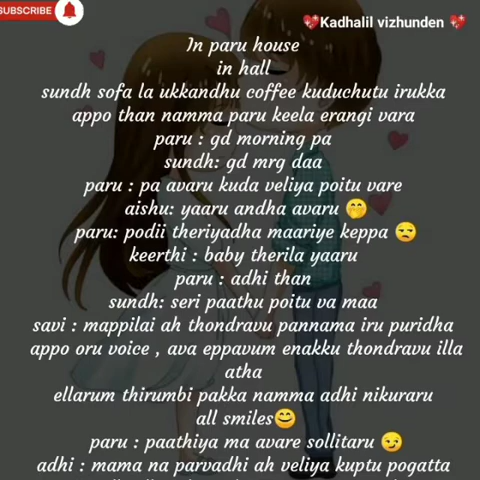 SUBSCRIBE
💖Kadhalil vizhunden 💖
In paru house
in hall
sundh sofa la ukkandhu coffee kuduchutu irukka
appo than namma paru keela erangi vara
paru : gd morning pa
sundh: gd mrg daa
paru : pa avaru kuda veliya poitu vare
aishu: yaaru andha avaru 🤭
paru: podii theriyadha maariye keppa 😒
keerthi : baby therila yaaru
paru : adhi than
sundh: seri paathu poitu va maa
savi : mappilai ah thondravu pannama iru puridha
appo oru voice , ava eppavum enakku thondravu illa
atha
ellarum thirumbi pakka namma adhi nikuraru
all smiles😊
paru : paathiya ma avare sollitaru 😏
adhi : mama na parvadhi ah veliya kuptu pogatta